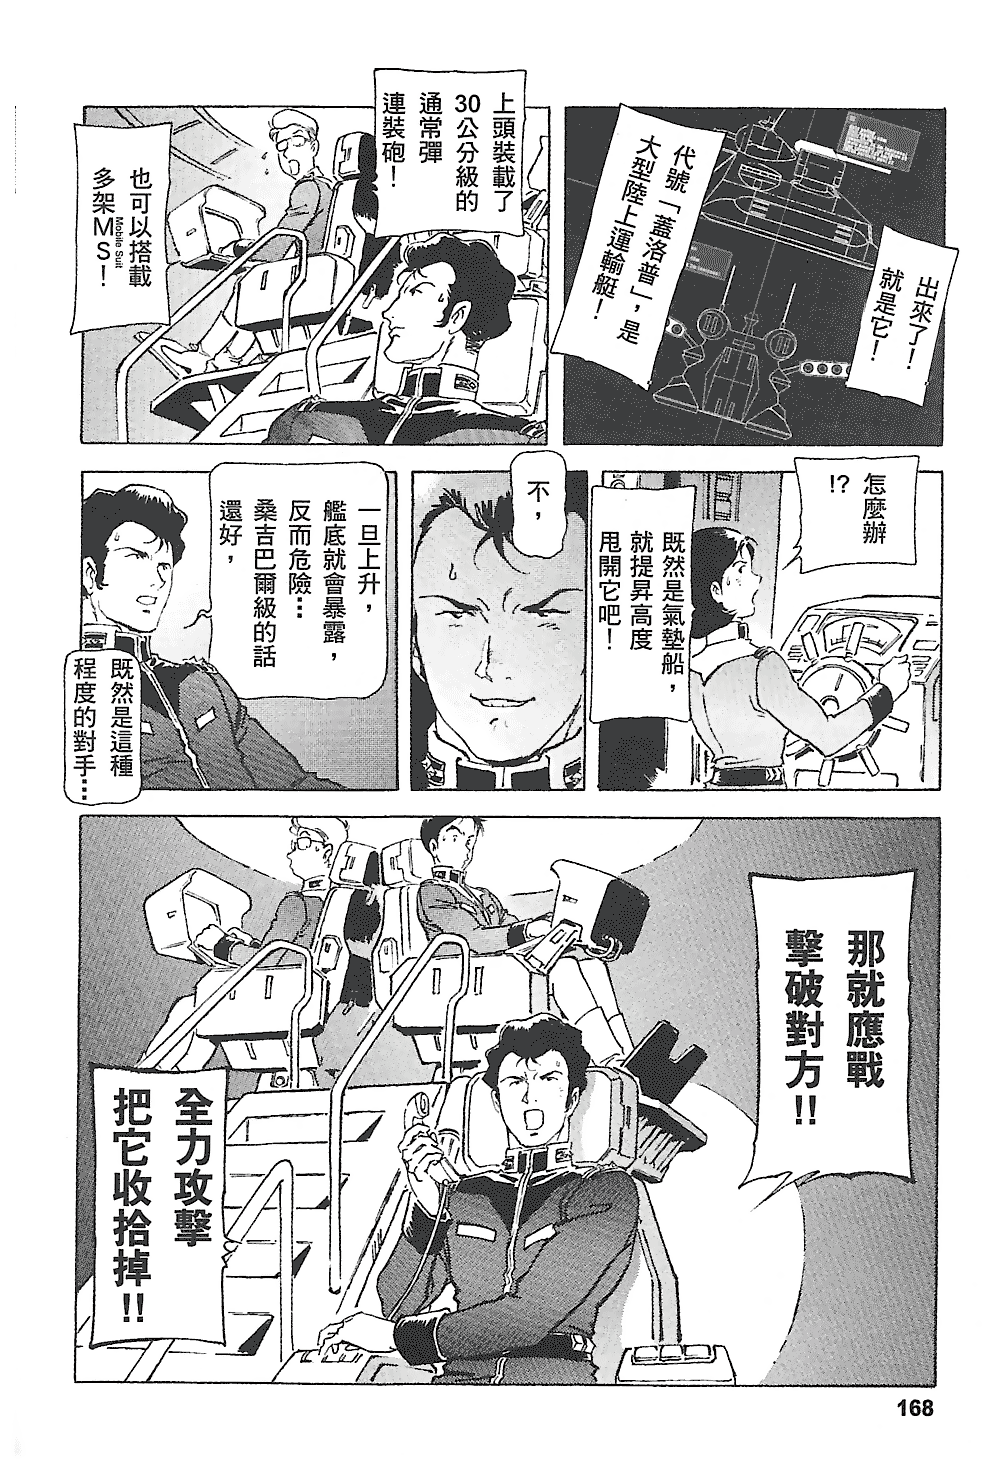 出來了！
就是它！
代號「蓋洛普」，是
大型陸上運輸艇！
上頭裝載了
30公分級的
通常彈
連裝砲！
也可以搭載
多架MS！
Mobile Suit
怎麼辦
!?
既然是氣墊船，
就提昇高度
甩開它吧！
不，
一旦上升，
艦底就會暴露，
反而危險…
桑吉巴爾級的話
還好，
既然是這種
程度的對手…
那就應戰
擊破對方!!
全力攻擊
把它收拾掉!!
168